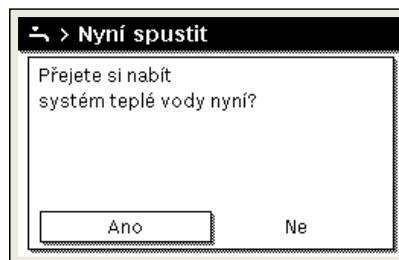 > Nyní spustit
Přejete si nabít
systém teplé vody nyní?
Ano Ne